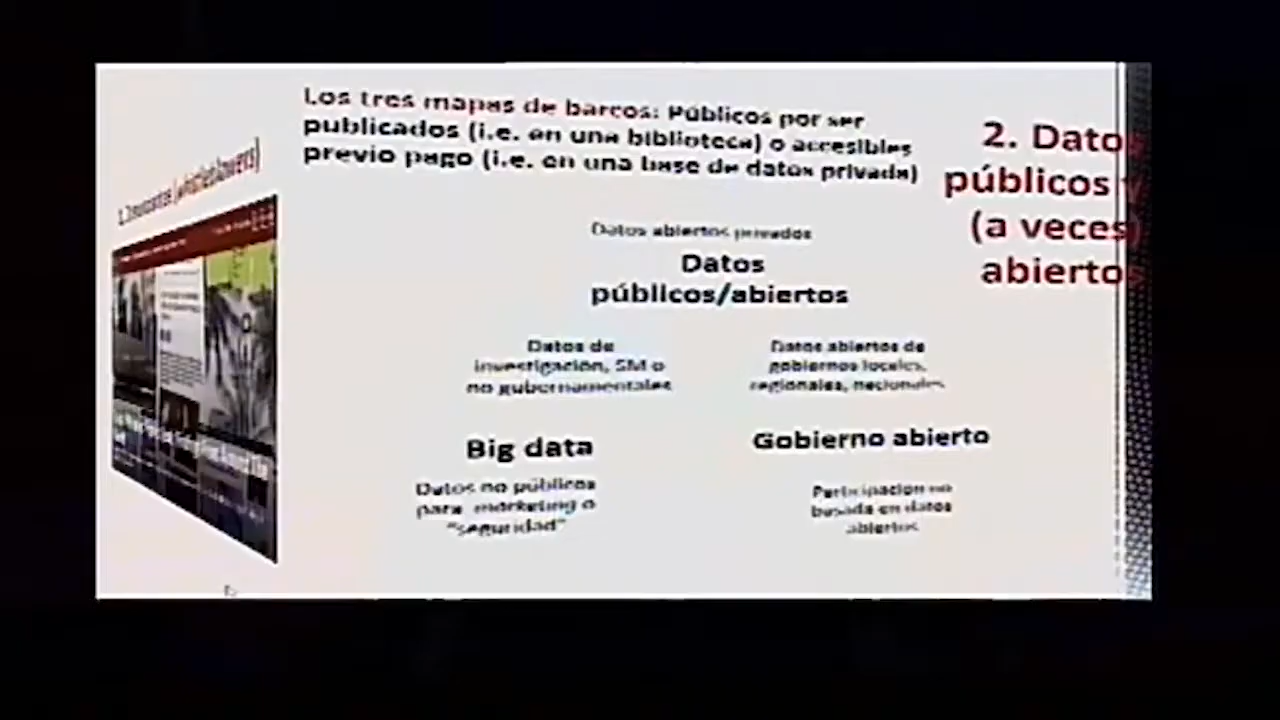 Los tres mapas de barcos: Públicos por ser
publicados (i.e. en una biblioteca) o accesibles
previo pago (i.e. en una base de datos privada)
2. Datos
públicos y
(a veces)
abiertos
(whistleblowers)
Datos abiertos privados
Datos
públicos/abiertos
Datos de
investigación, SM o
no gubernamentales
Datos abiertos de
gobiernos locales,
regionales, nacionales
Big data
Gobierno abierto
Datos no públicos
para marketing o
"seguridad"
Participación no
basada en datos
abiertos